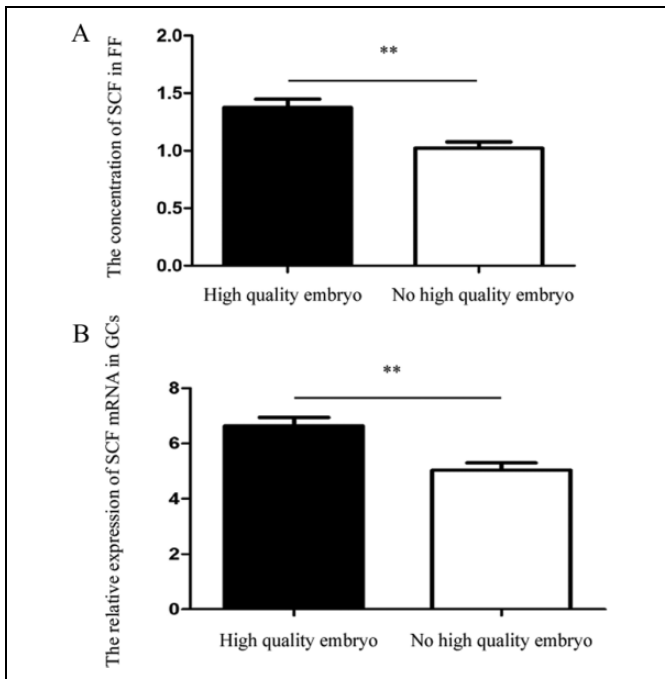 A
The concentration of SCF in FF
2.0
1.5
1.0
0.5
0.0
**
High quality embryo
No high quality embryo
B
The relative expression of SCF mRNA in GCs
8
6
4
2
0
**
High quality embryo
No high quality embryo